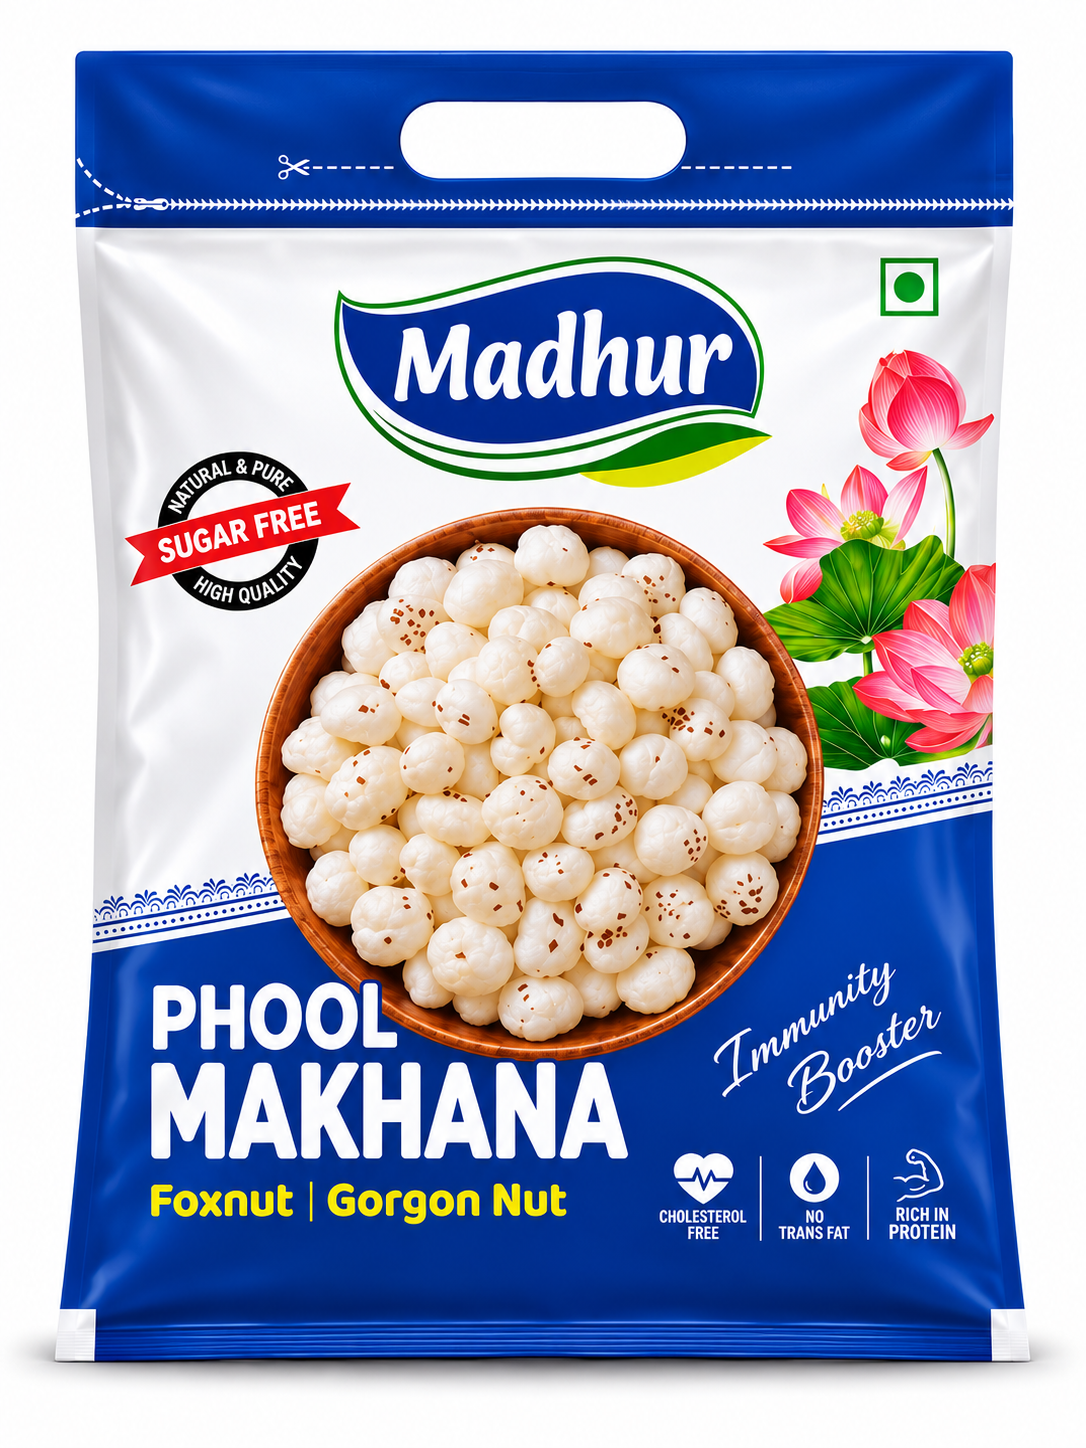 Madhur
NATURAL & PURE
SUGAR FREE
HIGH QUALITY
PHOOL
MAKHANA
Foxnut | Gorgon Nut
Immunity
Booster
CHOLESTEROL
FREE
NO
TRANS FAT
RICH IN
PROTEIN